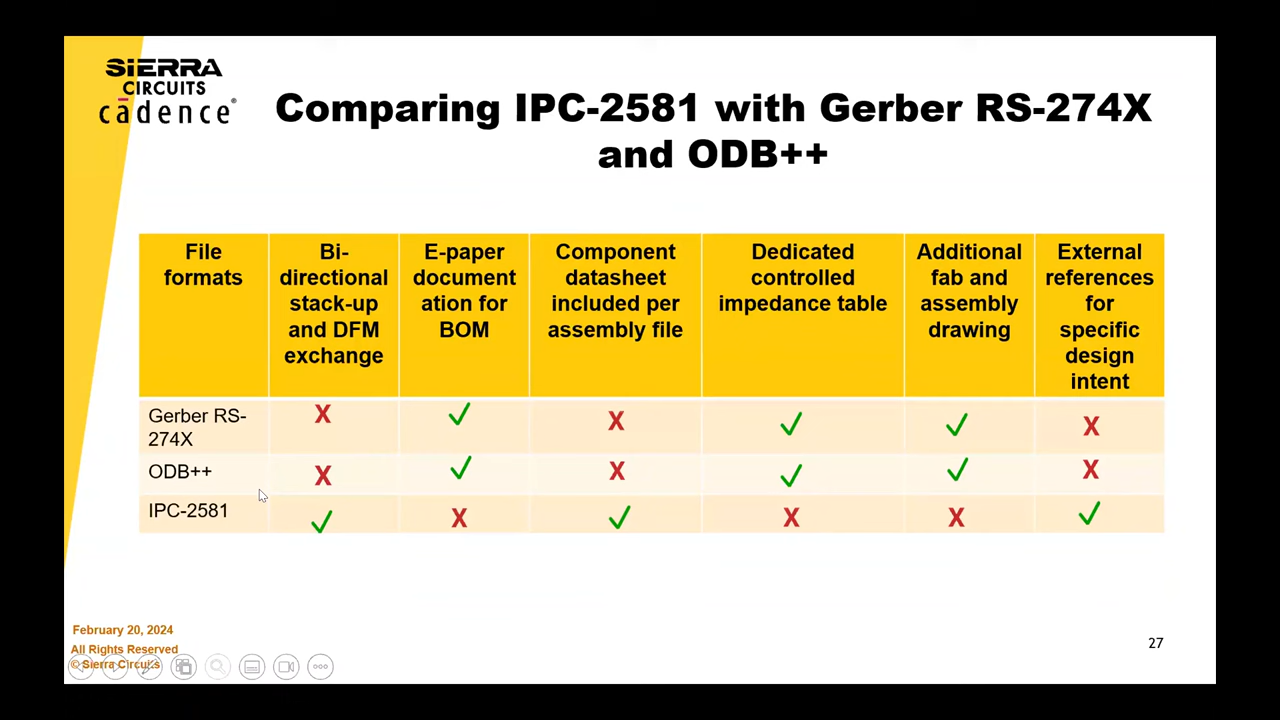 SIERRA
CIRCUITS
cādence®
Comparing IPC-2581 with Gerber RS-274X
and ODB++
File
formats
Bi-
directional
stack-up
and DFM
exchange
E-paper
document
ation for
BOM
Component
datasheet
included per
assembly file
Dedicated
controlled
impedance table
Additional
fab and
assembly
drawing
External
references
for
specific
design
intent
Gerber RS-
274X
X ✓ X ✓ ✓ X
ODB++ X ✓ X ✓ ✓ X
IPC-2581 ✓ X ✓ X X ✓
February 20, 2024
All Rights Reserved
© Sierra Circuits
27